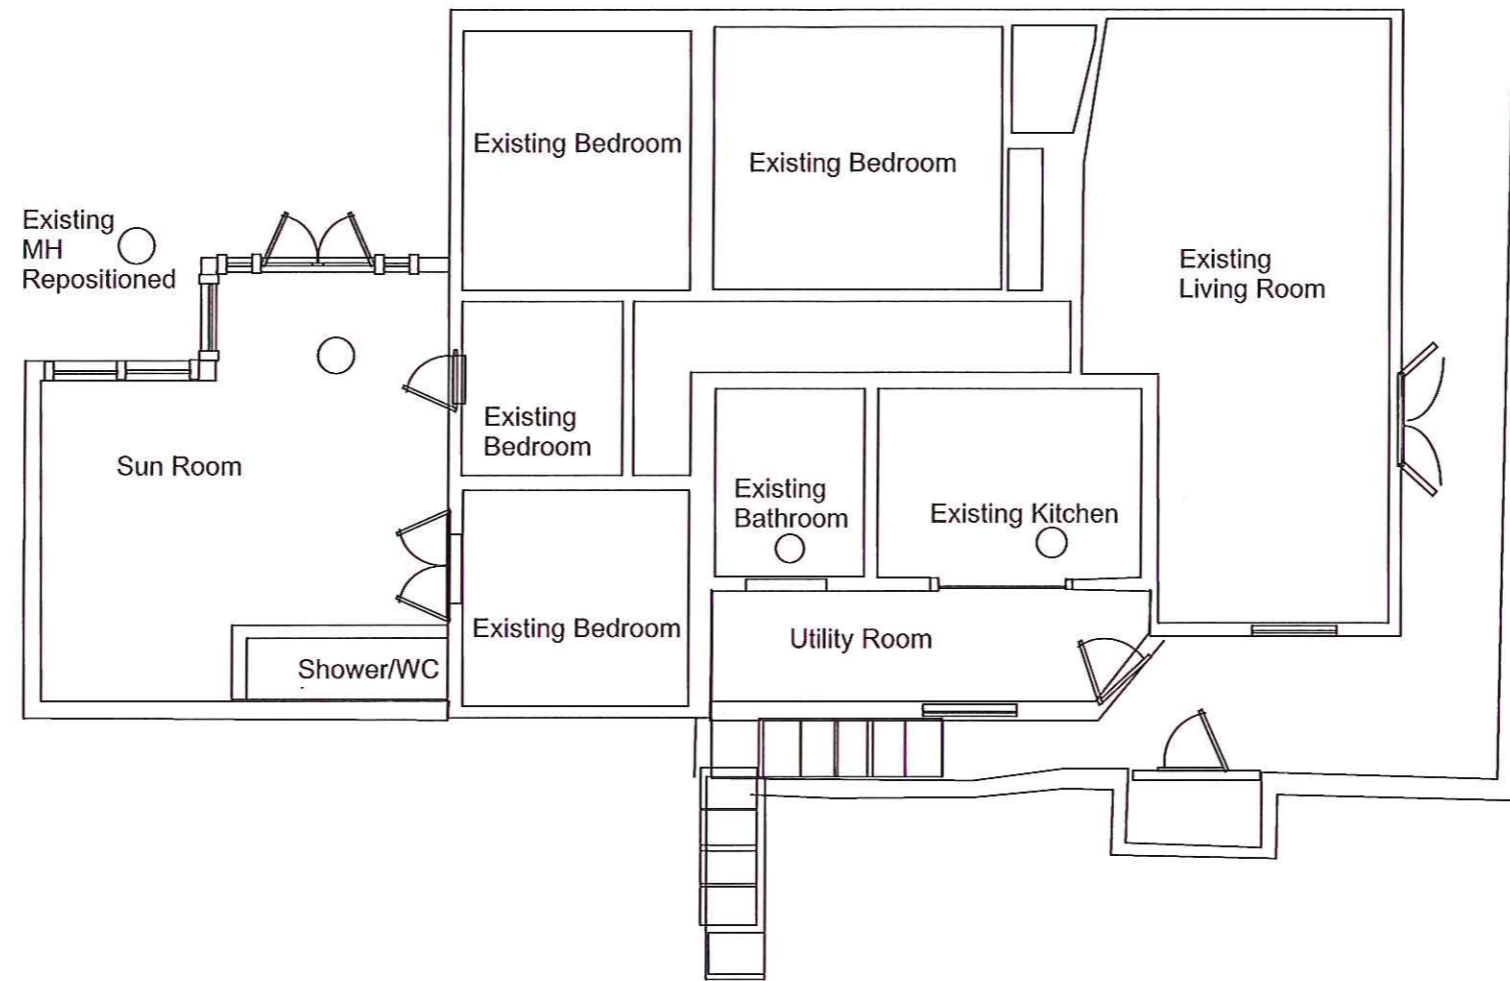 Existing Bedroom
Existing Bedroom
Existing
MH
Repositioned
Existing
Living Room
Existing
Bedroom
Sun Room
Existing
Bathroom
Existing Kitchen
Existing Bedroom
Utility Room
Shower/WC